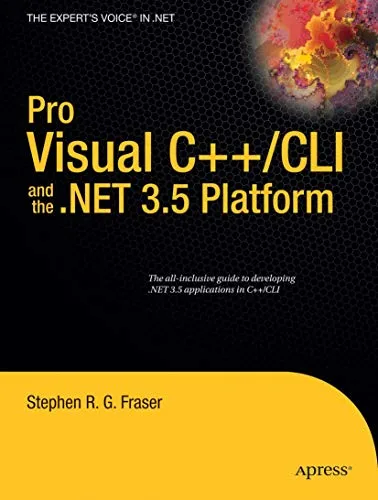 THE EXPERT'S VOICE® IN .NET
Pro
Visual C++/CLI
and the .NET 3.5 Platform
The all-inclusive guide to developing
.NET 3.5 applications in C++/CLI
Stephen R. G. Fraser
Apress®